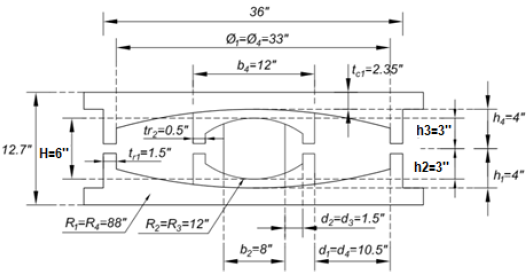 36"
Ø₁=Ø₄=33"
b₄=12"
t꜀₁=2.35"
h3=3"
h₄=4"
tr₂=0.5"
12.7"
H=6"
tᵣ₁=1.5"
h2=3"
h₁=4"
R₁=R₄=88"
R₂=R₃=12"
d₂=d₃=1.5"
b₂=8"
d₁=d₄=10.5"